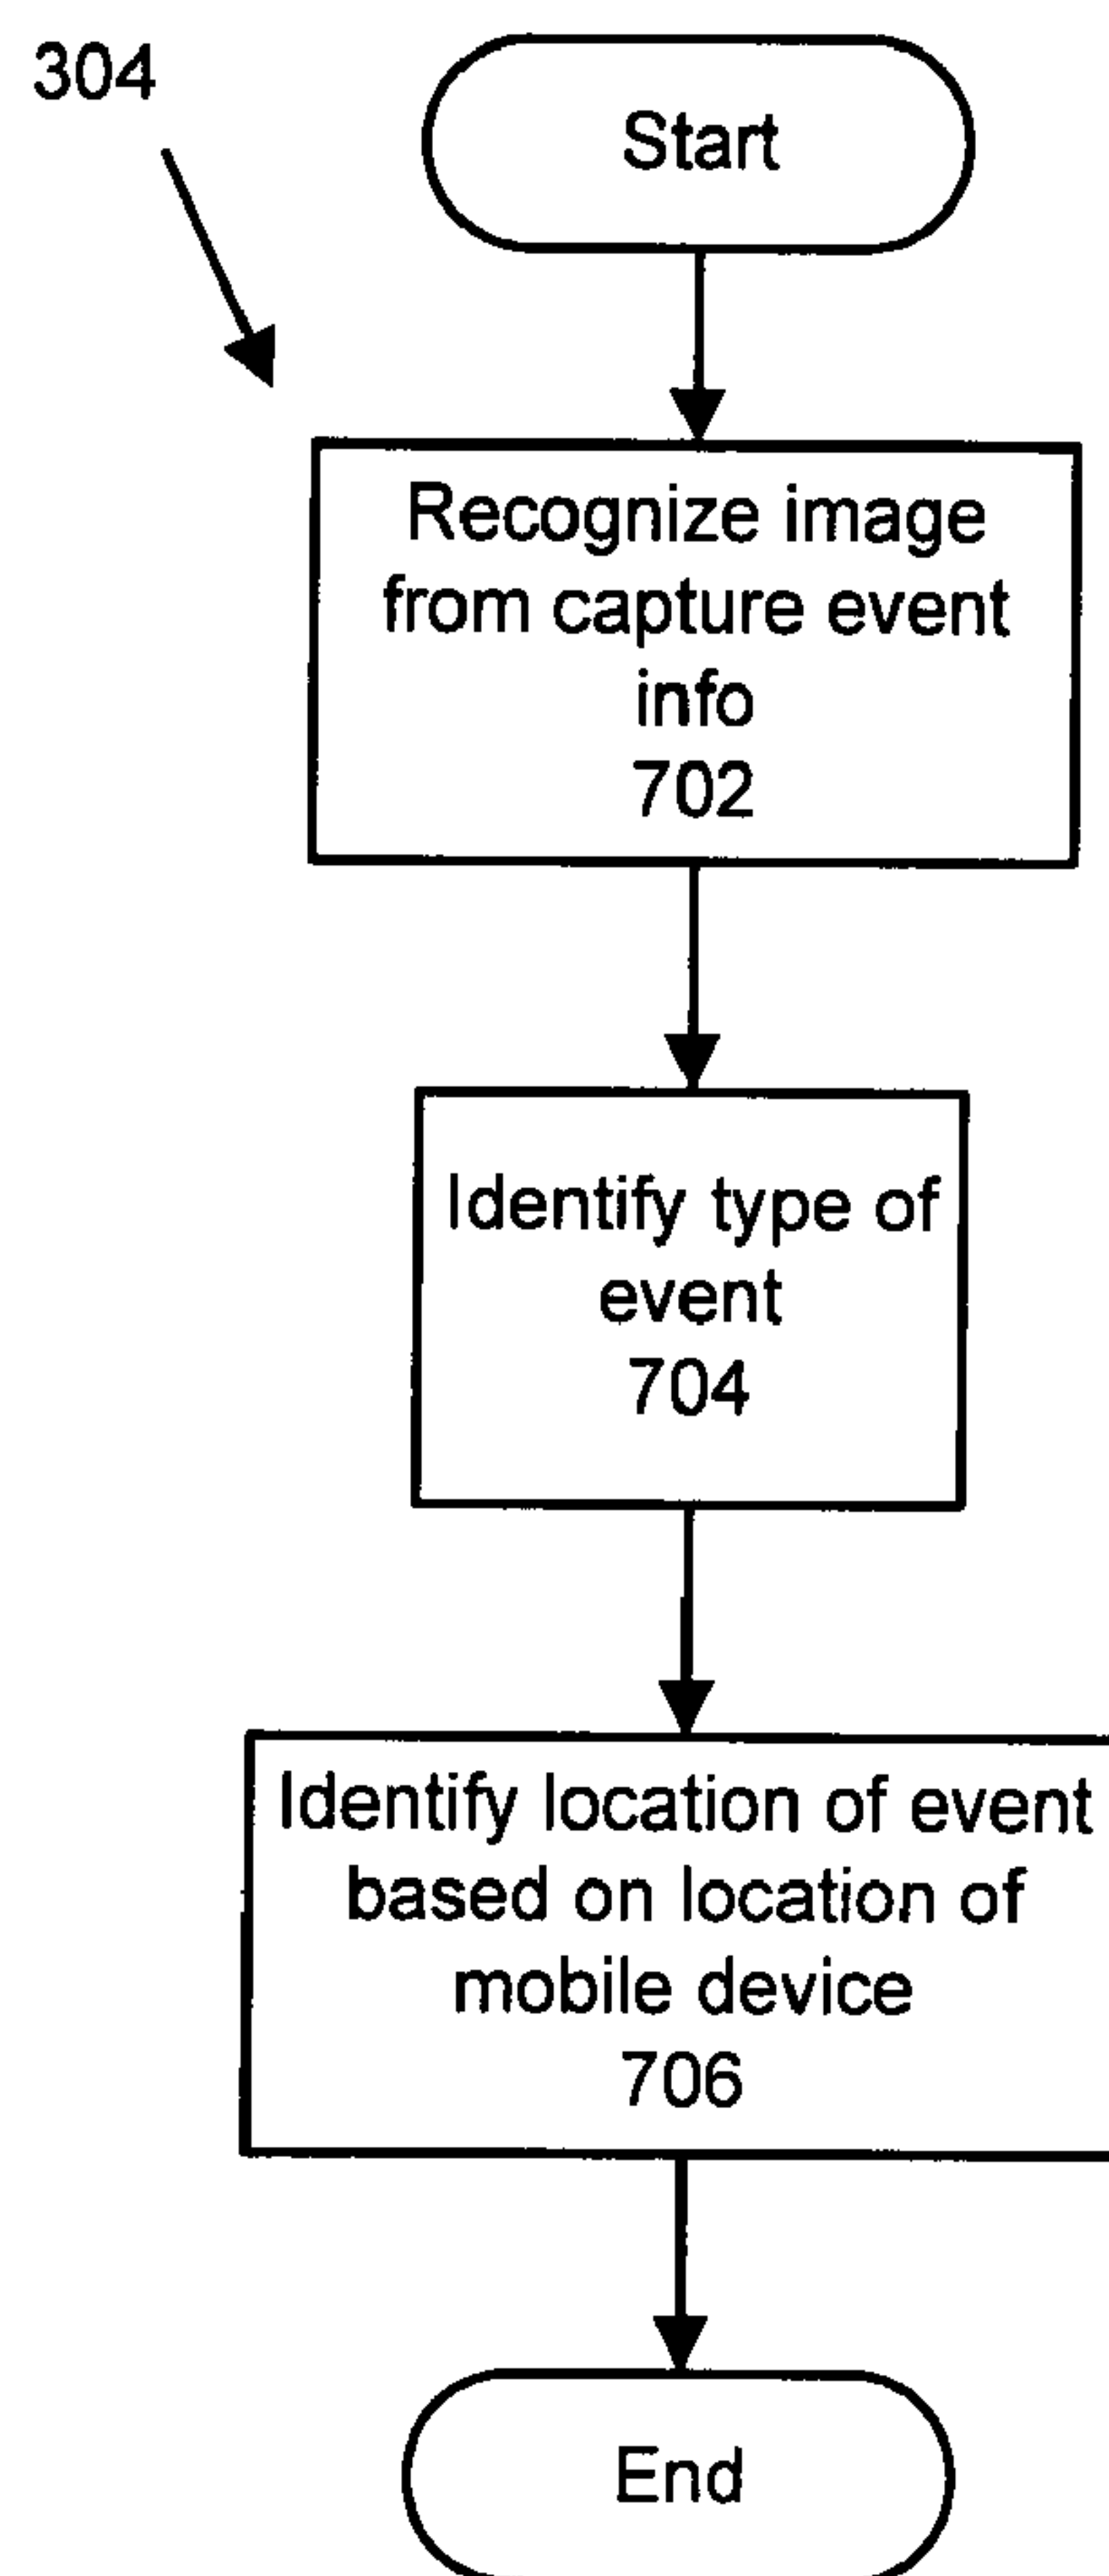 304
Start
Recognize image
from capture event
info
702
Identify type of
event
704
Identify location of event
based on location of
mobile device
706
End